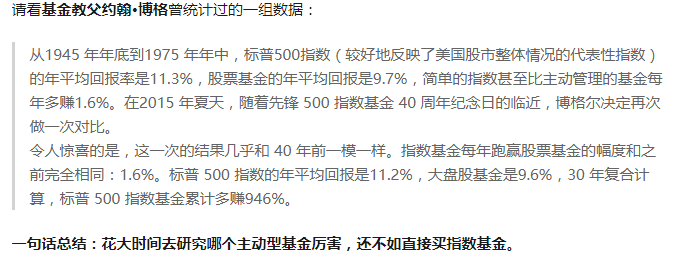 请看基金教父约翰•博格曾统计过的一组数据：
从1945 年年底到1975 年年中，标普500指数（较好地反映了美国股市整体情况的代表性指数）
的年平均回报率是11.3%，股票基金的年平均回报是9.7%，简单的指数甚至比主动管理的基金每
年多赚1.6%。在2015 年夏天，随着先锋 500 指数基金 40 周年纪念日的临近，博格尔决定再次
做一次对比。
令人惊喜的是，这一次的结果几乎和 40 年前一模一样。指数基金每年跑赢股票基金的幅度和之
前完全相同：1.6%。标普 500 指数的年平均回报是11.2%，大盘股基金是9.6%，30 年复合计
算，标普 500 指数基金累计多赚946%。
一句话总结：花大时间去研究哪个主动型基金厉害，还不如直接买指数基金。